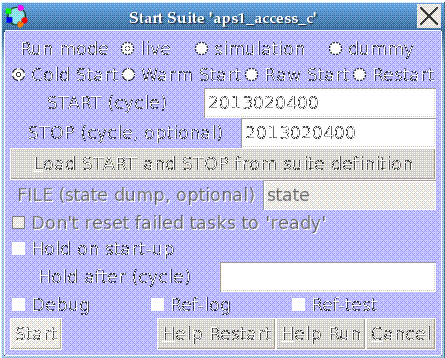 Start Suite 'aps1_access_c'
Run mode live simulation dummy
Cold Start Warm Start Raw Start Restart
START (cycle) 2013020400
STOP (cycle, optional) 2013020400
Load START and STOP from suite definition
FILE (state dump, optional) state
Don't reset failed tasks to 'ready'
Hold on start-up
Hold after (cycle)
Debug Ref-log Ref-test
Start Help Restart Help Run Cancel